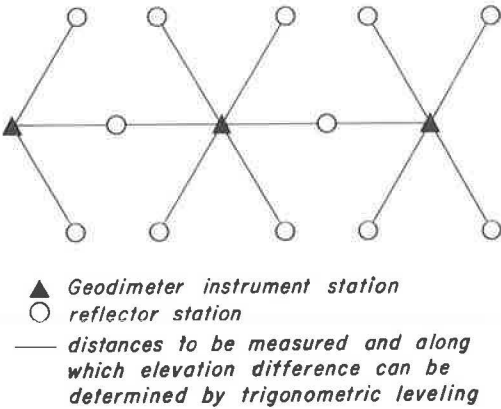 Geodimeter instrument station
reflector station
distances to be measured and along
which elevation difference can be
determined by trigonometric leveling